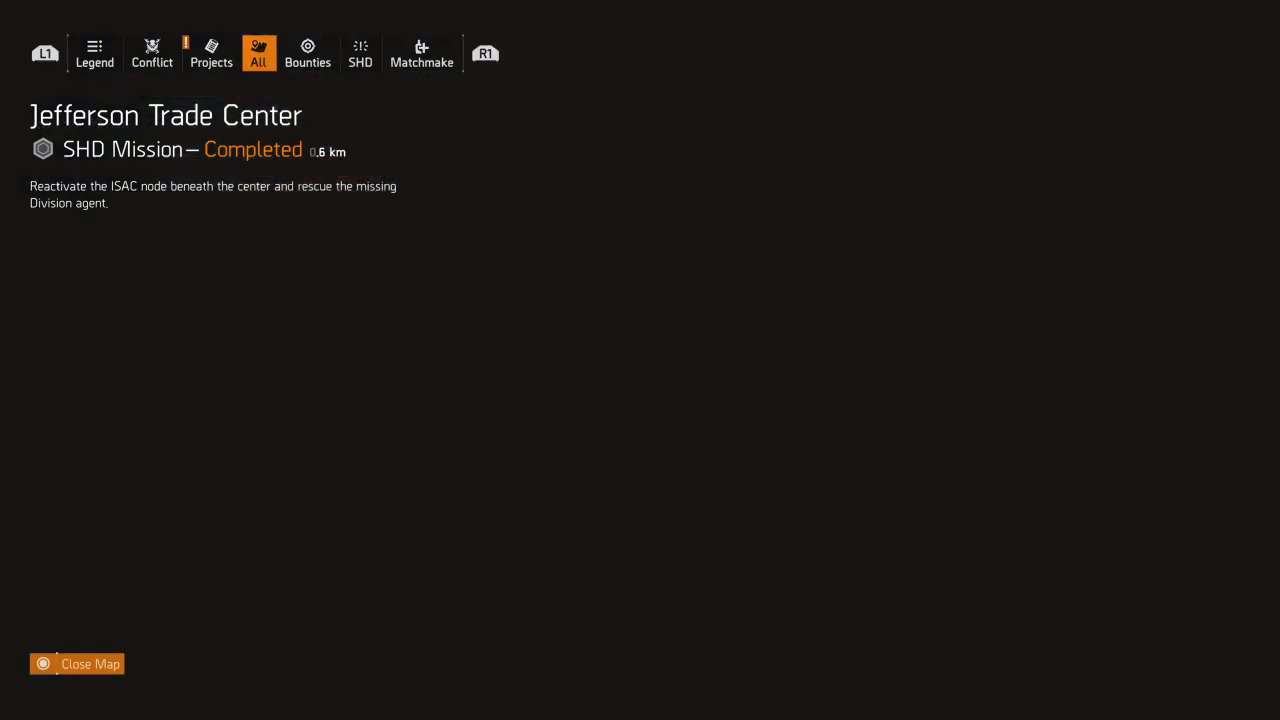 L1 Legend Conflict Projects All Bounties SHD Matchmake R1
Jefferson Trade Center
SHD Mission — Completed 0.6 km
Reactivate the ISAC node beneath the center and rescue the missing
Division agent.
Close Map